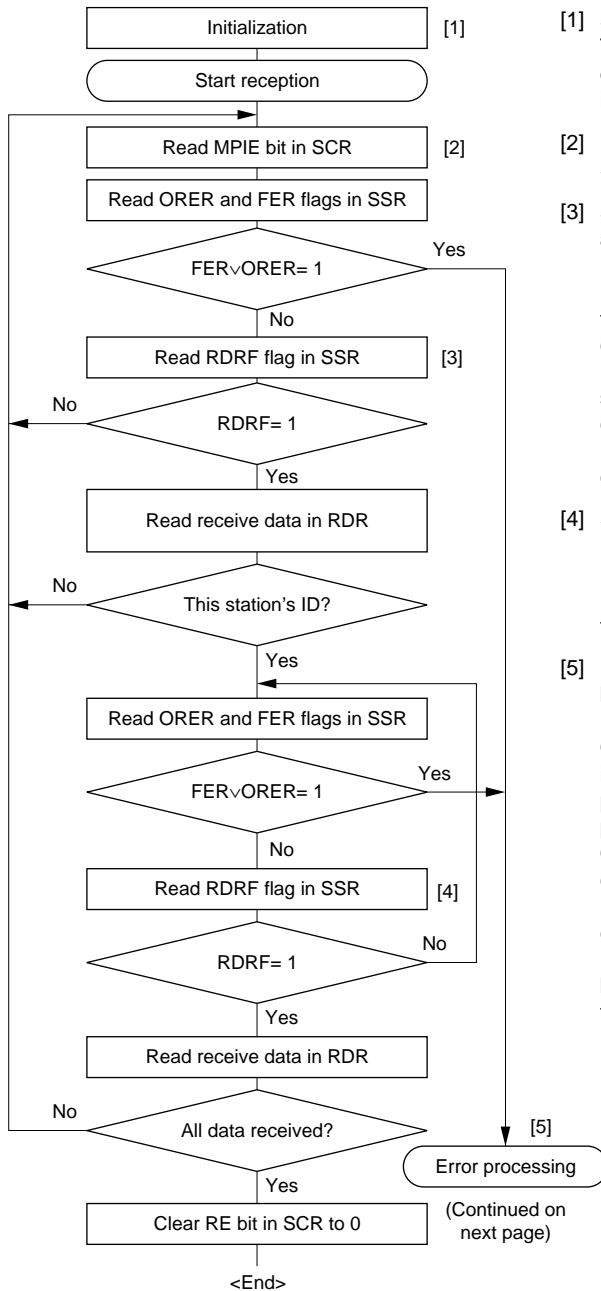 Initialization [1] [1]
Start reception
Read MPIE bit in SCR [2] [2]
Read ORER and FER flags in SSR
[3]
Yes
FER∨ORER= 1
No
Read RDRF flag in SSR [3]
No
RDRF= 1
Yes
Read receive data in RDR [4]
No
This station's ID?
Yes
[5]
Read ORER and FER flags in SSR
Yes
FER∨ORER= 1
No
Read RDRF flag in SSR [4]
No
RDRF= 1
Yes
Read receive data in RDR
No
All data received?
[5]
Error processing
Yes
(Continued on
next page)
Clear RE bit in SCR to 0
<End>